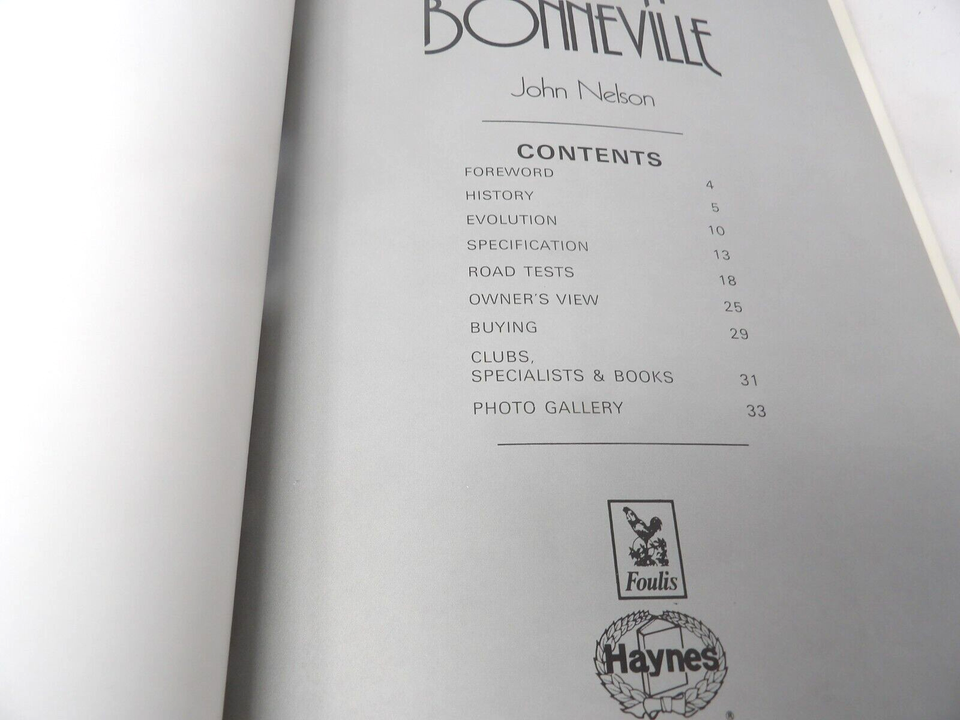 BONNEVILLE
John Nelson
CONTENTS
FOREWORD 4
HISTORY 5
EVOLUTION 10
SPECIFICATION 13
ROAD TESTS 18
OWNER'S VIEW 25
BUYING 29
CLUBS,
SPECIALISTS & BOOKS 31
PHOTO GALLERY 33
Foulis
Haynes
®